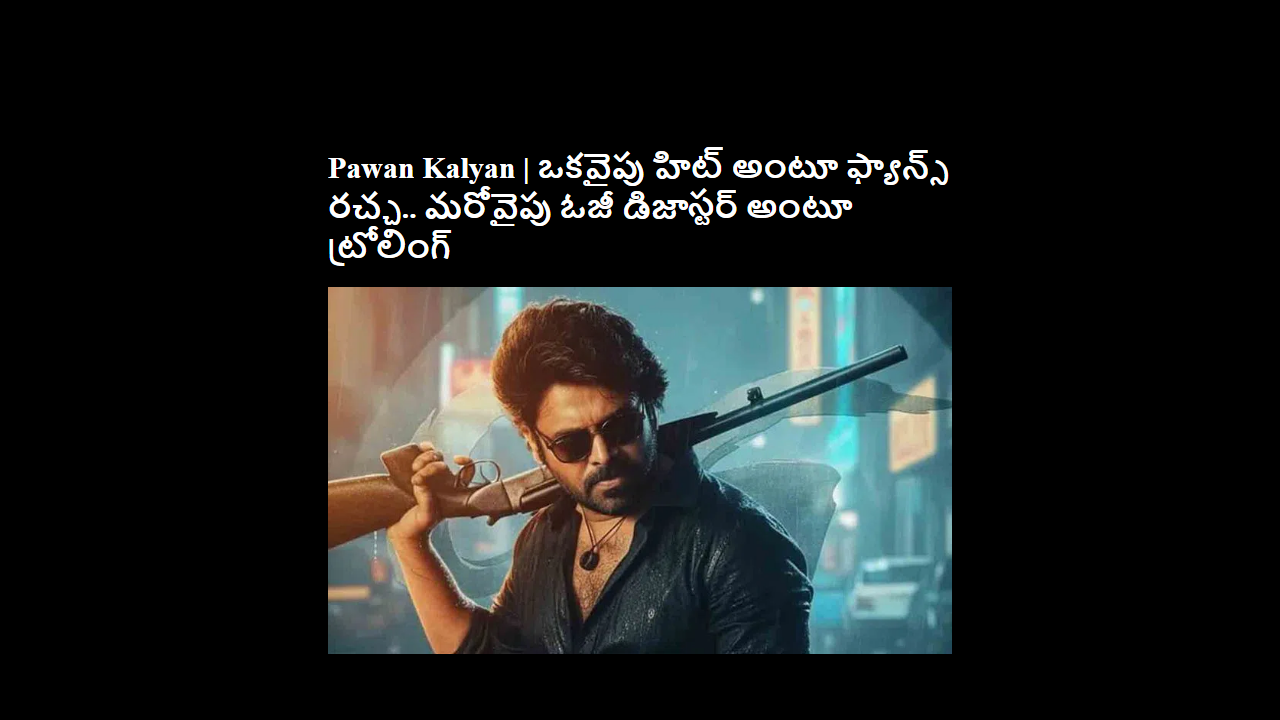 Pawan Kalyan | ఒకవైపు హిట్ అంటూ ఫ్యాన్స్
రచ్చ.. మరోవైపు ఓజీ డిజాస్టర్ అంటూ
ట్రోలింగ్